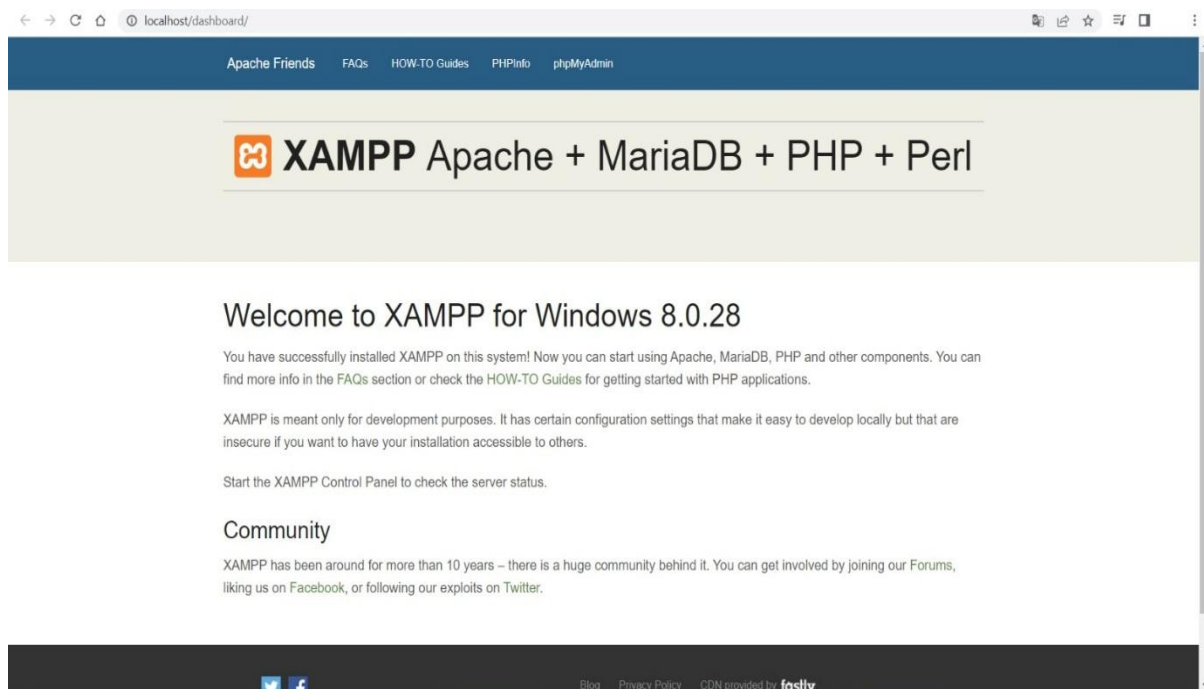 localhost/dashboard/
Apache Friends FAQs HOW-TO Guides PHPInfo phpMyAdmin
XAMPP Apache + MariaDB + PHP + Perl
Welcome to XAMPP for Windows 8.0.28
You have successfully installed XAMPP on this system! Now you can start using Apache, MariaDB, PHP and other components. You can
find more info in the FAQs section or check the HOW-TO Guides for getting started with PHP applications.
XAMPP is meant only for development purposes. It has certain configuration settings that make it easy to develop locally but that are
insecure if you want to have your installation accessible to others.
Start the XAMPP Control Panel to check the server status.
Community
XAMPP has been around for more than 10 years – there is a huge community behind it. You can get involved by joining our Forums,
liking us on Facebook, or following our exploits on Twitter.
Blog Privacy Policy CDN provided by fastly